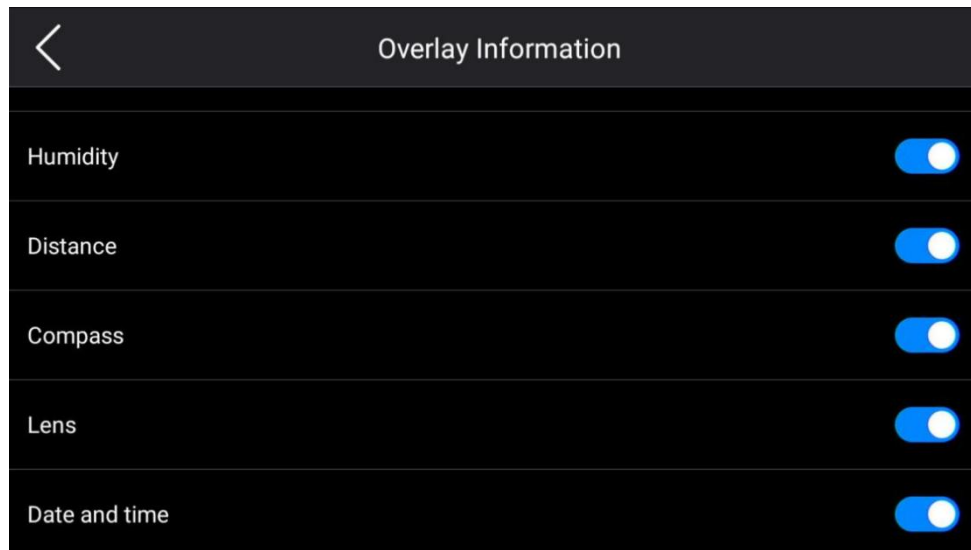 Overlay Information
Humidity
Distance
Compass
Lens
Date and time